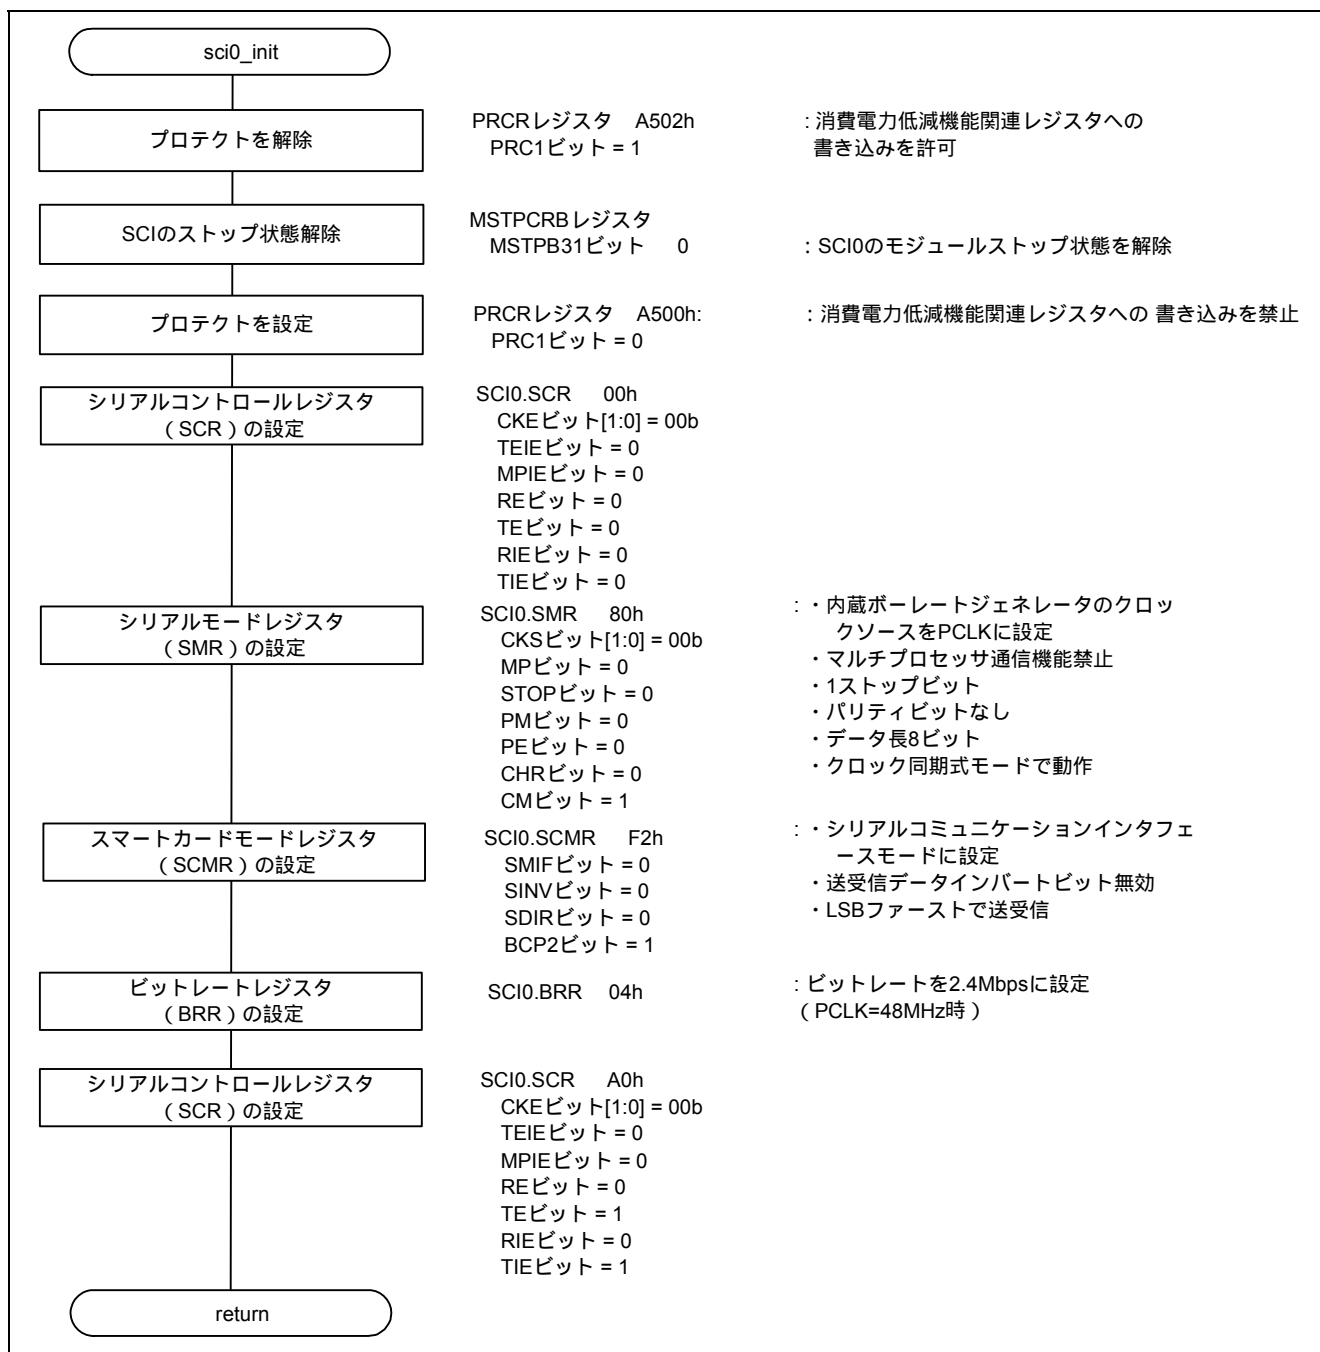 sci0_init
プロテクトを解除
PRCRレジスタ A502h
PRC1ビット = 1
: 消費電力低減機能関連レジスタへの
書き込みを許可
SCIのストップ状態解除
MSTPCRBレジスタ
MSTPB31ビット 0
: SCI0のモジュールストップ状態を解除
プロテクトを設定
PRCRレジスタ A500h:
PRC1ビット = 0
: 消費電力低減機能関連レジスタへの 書き込みを禁止
シリアルコントロールレジスタ
（SCR）の設定
SCI0.SCR 00h
CKEビット[1:0] = 00b
TEIEビット = 0
MPIEビット = 0
REビット = 0
TEビット = 0
RIEビット = 0
TIEビット = 0
シリアルモードレジスタ
（SMR）の設定
SCI0.SMR 80h
CKSビット[1:0] = 00b
MPビット = 0
STOPビット = 0
PMビット = 0
PEビット = 0
CHRビット = 0
CMビット = 1
: ・内蔵ボーレートジェネレータのクロッ
クソースをPCLKに設定
・マルチプロセッサ通信機能禁止
・1ストップビット
・パリティビットなし
・データ長8ビット
・クロック同期式モードで動作
スマートカードモードレジスタ
（SCMR）の設定
SCI0.SCMR F2h
SMIFビット = 0
SINVビット = 0
SDIRビット = 0
BCP2ビット = 1
: ・シリアルコミュニケーションインタフェ
ースモードに設定
・送受信データインバートビット無効
・LSBファーストで送受信
ビットレートレジスタ
（BRR）の設定
SCI0.BRR 04h
: ビットレートを2.4Mbpsに設定
（PCLK=48MHz時）
シリアルコントロールレジスタ
（SCR）の設定
SCI0.SCR A0h
CKEビット[1:0] = 00b
TEIEビット = 0
MPIEビット = 0
REビット = 0
TEビット = 1
RIEビット = 0
TIEビット = 1
return